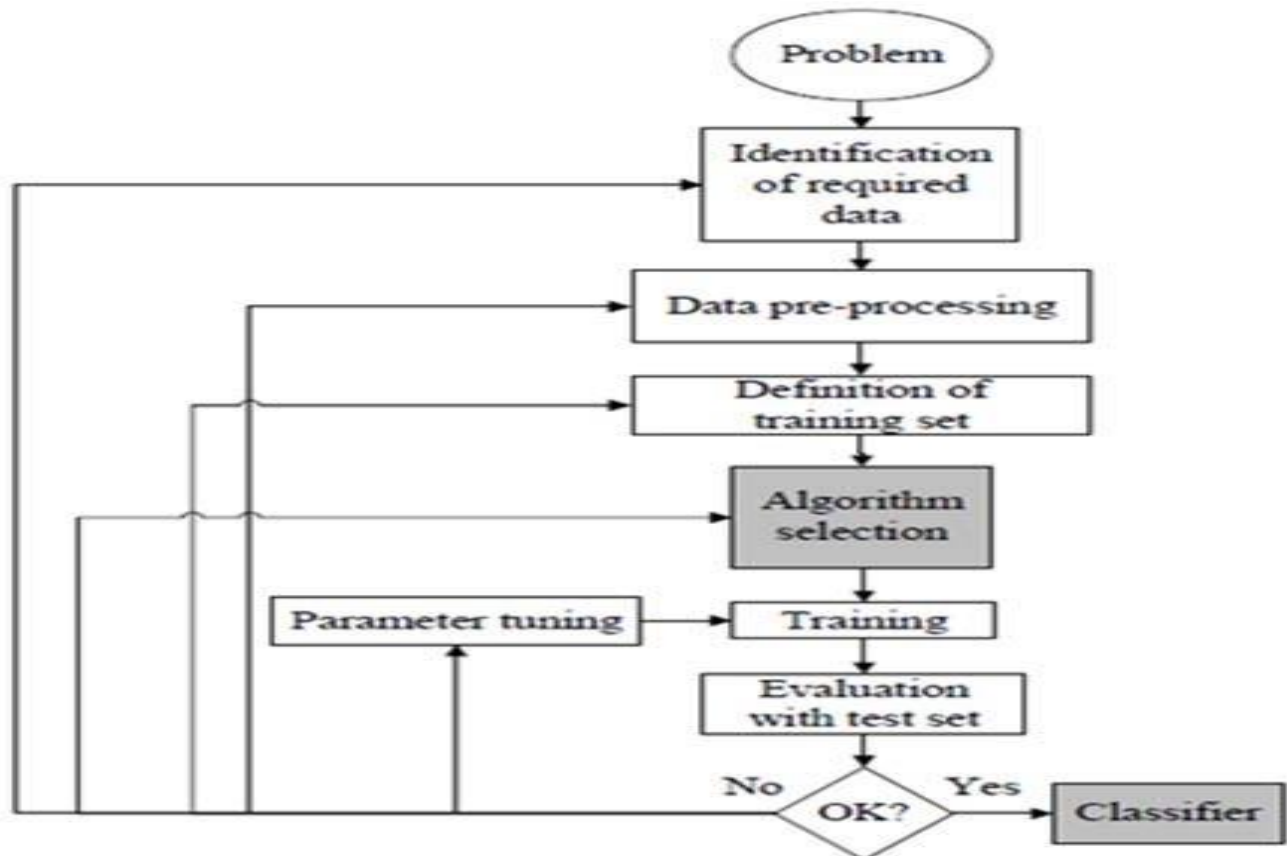 Problem
Identification
of required
data
Data pre-processing
Definition of
training set
Algorithm
selection
Parameter tuning
Training
Evaluation
with test set
No
OK?
Yes
Classifier